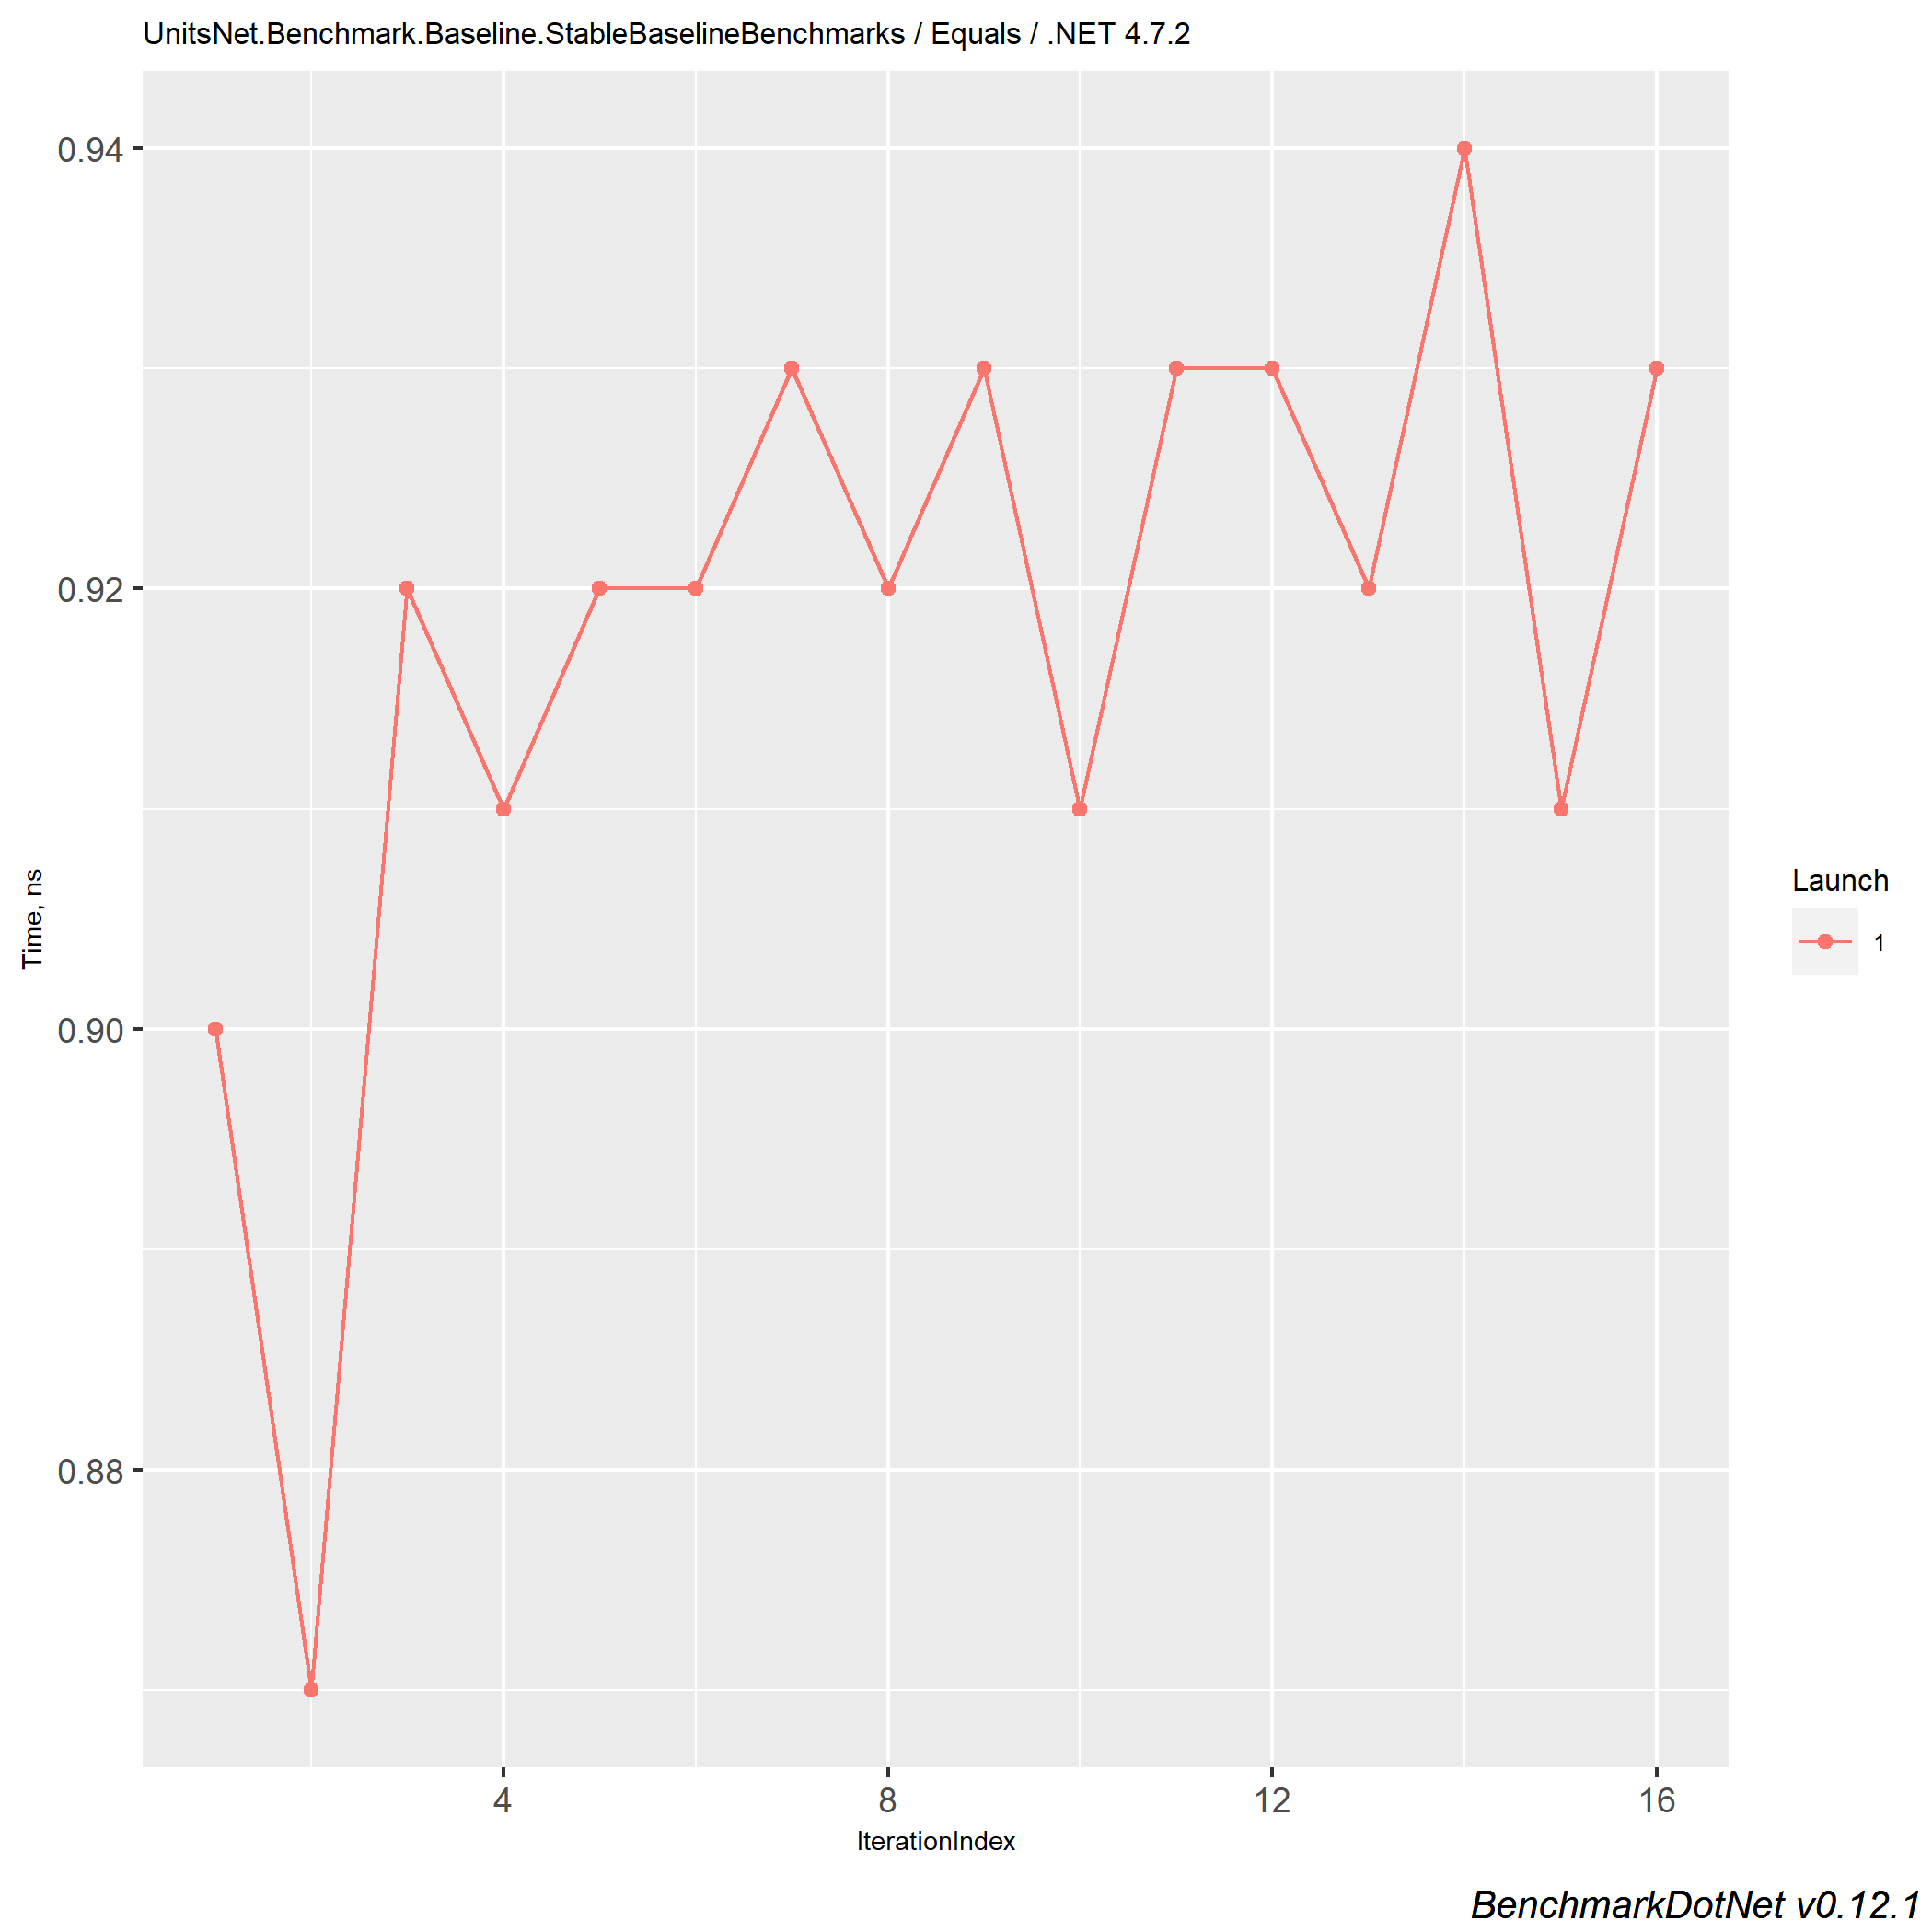 UnitsNet.Benchmark.Baseline.StableBaselineBenchmarks / Equals / .NET 4.7.2
0.94
0.92
0.90
0.88
Time, ns
4 8 12 16
IterationIndex
Launch
1
BenchmarkDotNet v0.12.1